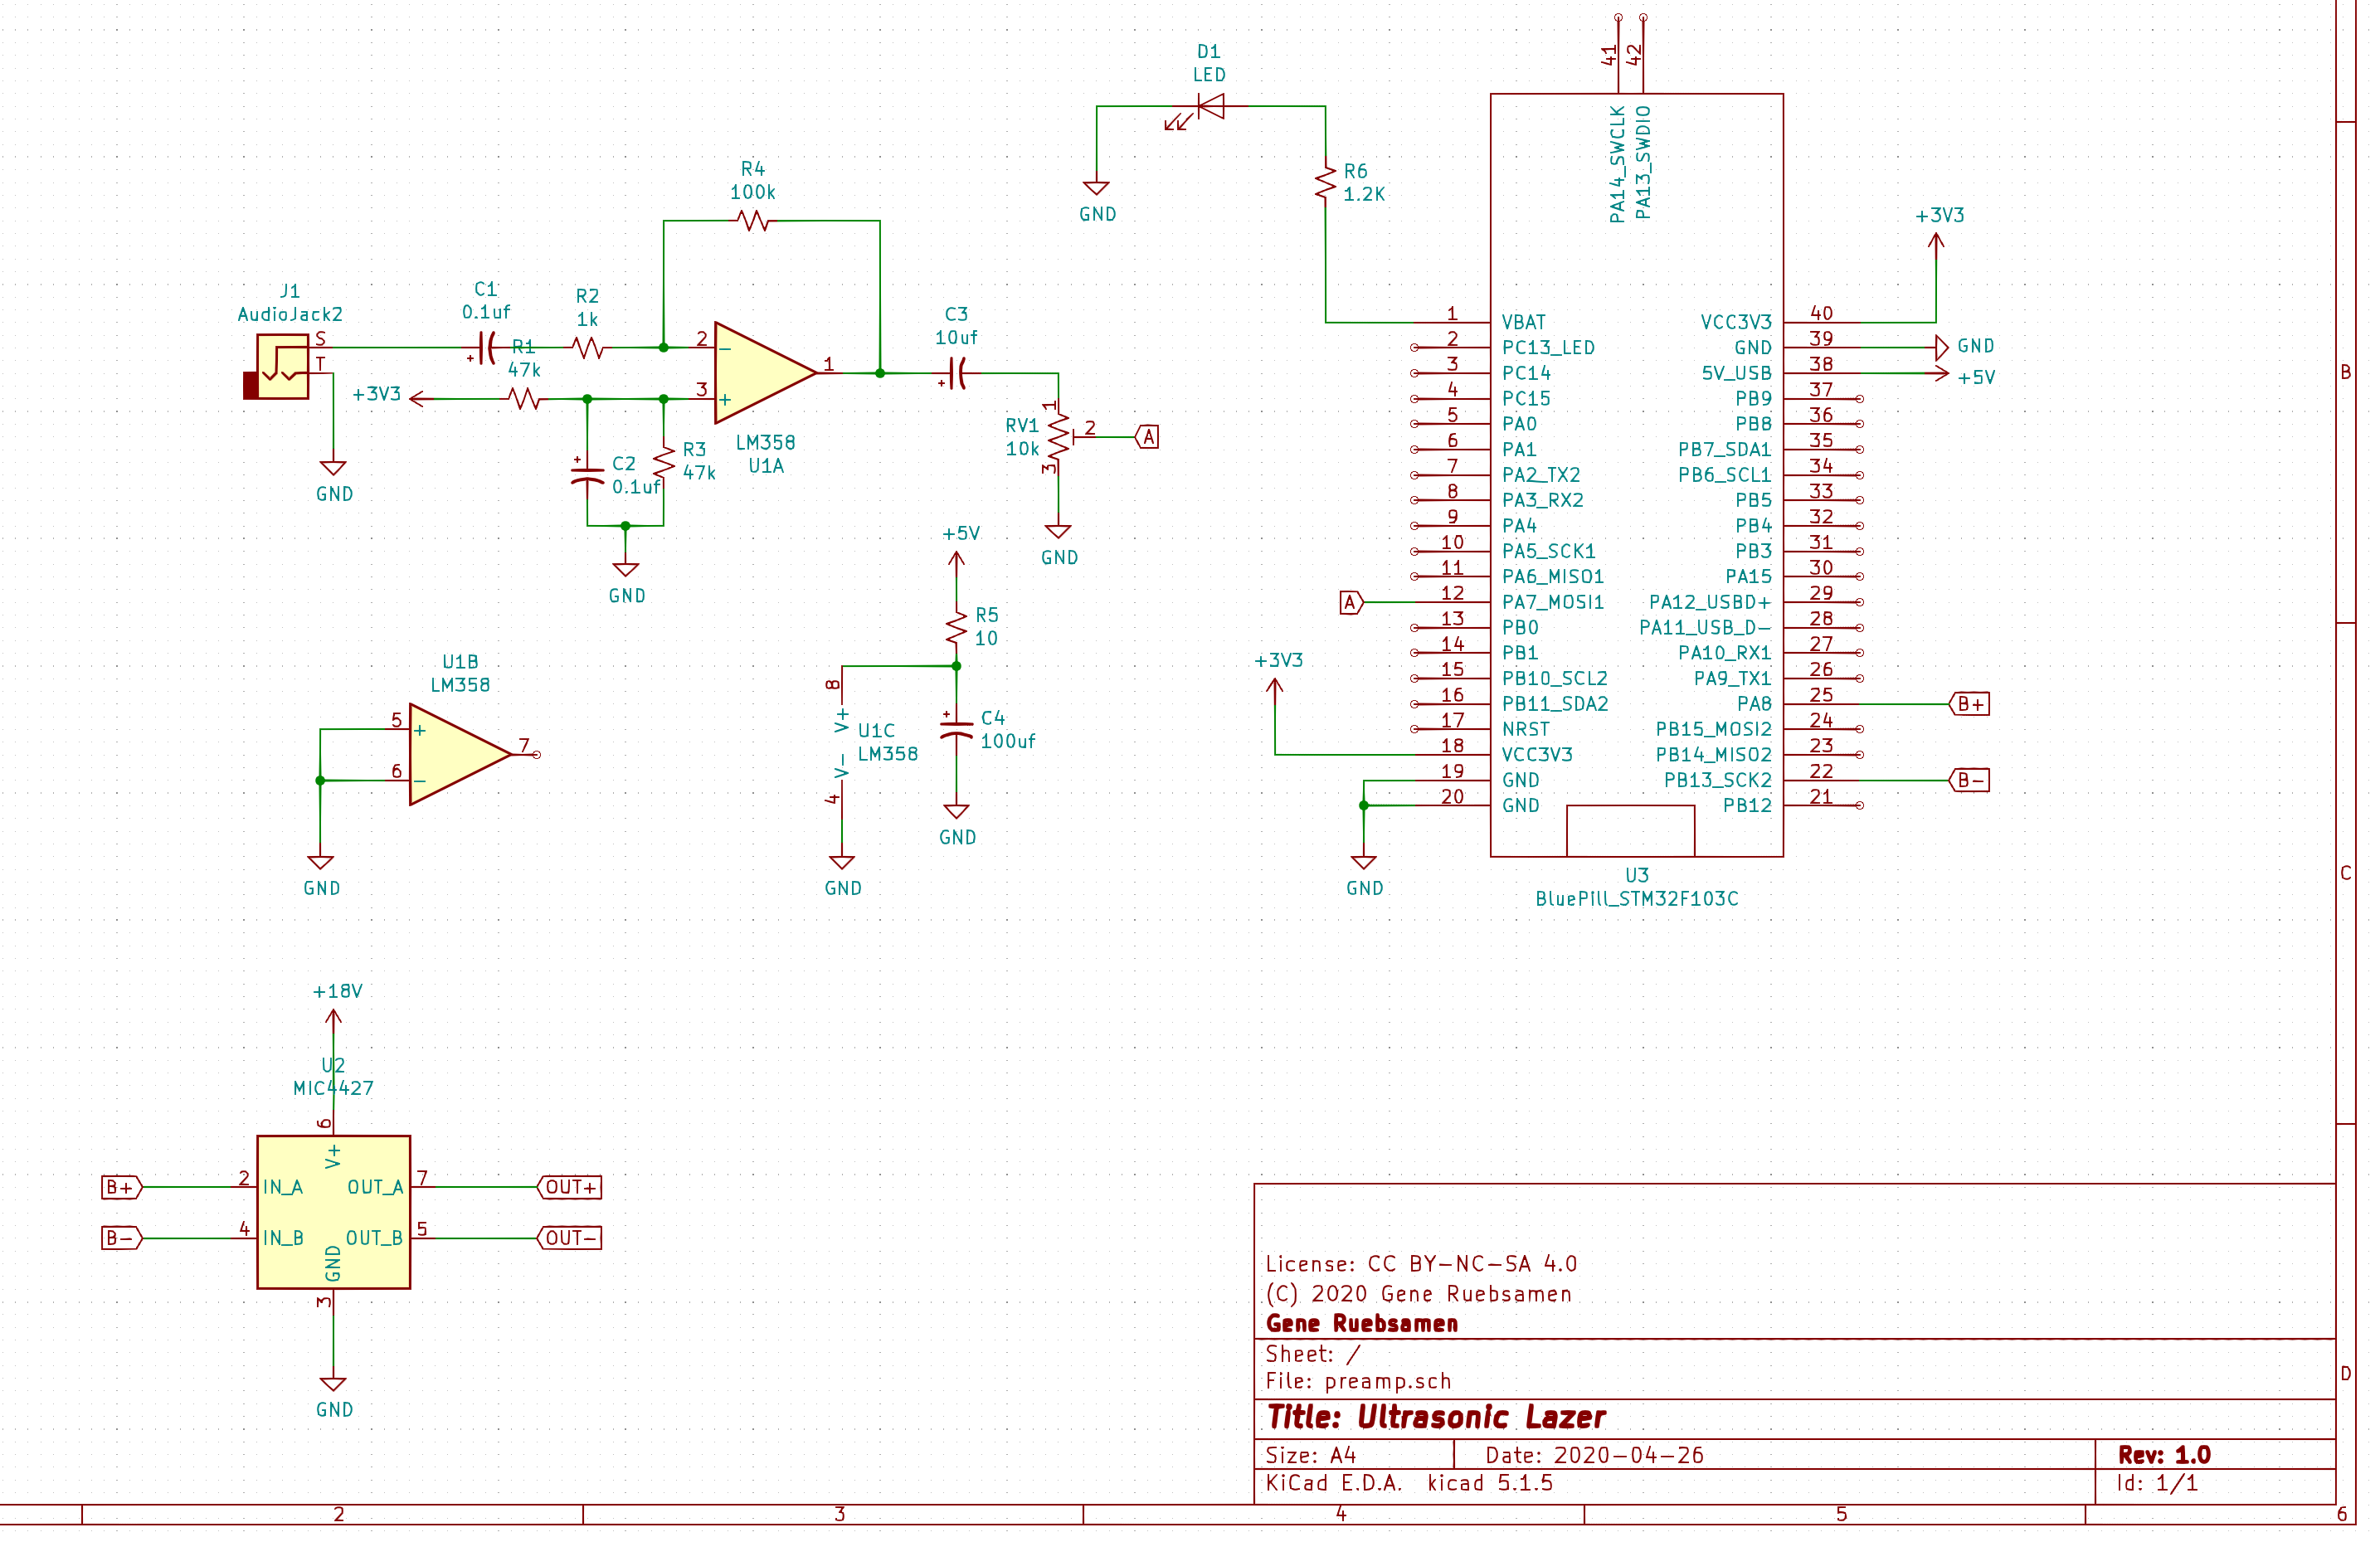 D1
LED
GND
R6
1.2K
R4
100k
J1
AudioJack2
S
T
GND
C1
0.1uf
R2
1k
R1
47k
+3V3
2
3
1
−
+
LM358
U1A
C2
0.1uf
R3
47k
GND
C3
10uf
RV1
10k
1
2
3
A
GND
+5V
R5
10
8
V+
V-
4
U1C
LM358
C4
100uf
GND
GND
U1B
LM358
5
+
6
−
7
GND
41
42
PA14_SWCLK
PA13_SWDIO
1 VBAT
2 PC13_LED
3 PC14
4 PC15
5 PA0
6 PA1
7 PA2_TX2
8 PA3_RX2
9 PA4
10 PA5_SCK1
11 PA6_MISO1
A 12 PA7_MOSI1
13 PB0
14 PB1
15 PB10_SCL2
16 PB11_SDA2
17 NRST
18 VCC3V3
19 GND
20 GND
+3V3
GND
+3V3
VCC3V3 40
GND 39 GND
5V_USB 38 +5V
PB9 37
PB8 36
PB7_SDA1 35
PB6_SCL1 34
PB5 33
PB4 32
PB3 31
PA15 30
PA12_USBD+ 29
PA11_USB_D− 28
PA10_RX1 27
PA9_TX1 26
PA8 25 B+
PB15_MOSI2 24
PB14_MISO2 23
PB13_SCK2 22 B−
PB12 21
U3
BluePill_STM32F103C
+18V
U2
MIC4427
6
V+
B+ 2 IN_A OUT_A 7 OUT+
B− 4 IN_B OUT_B 5 OUT−
GND
3
GND
License: CC BY−NC−SA 4.0
(C) 2020 Gene Ruebsamen
Gene Ruebsamen
Sheet: /
File: preamp.sch
Title: Ultrasonic Lazer
Size: A4 Date: 2020−04−26 Rev: 1.0
KiCad E.D.A. kicad 5.1.5 Id: 1/1
B
C
D
2 3 4 5 6